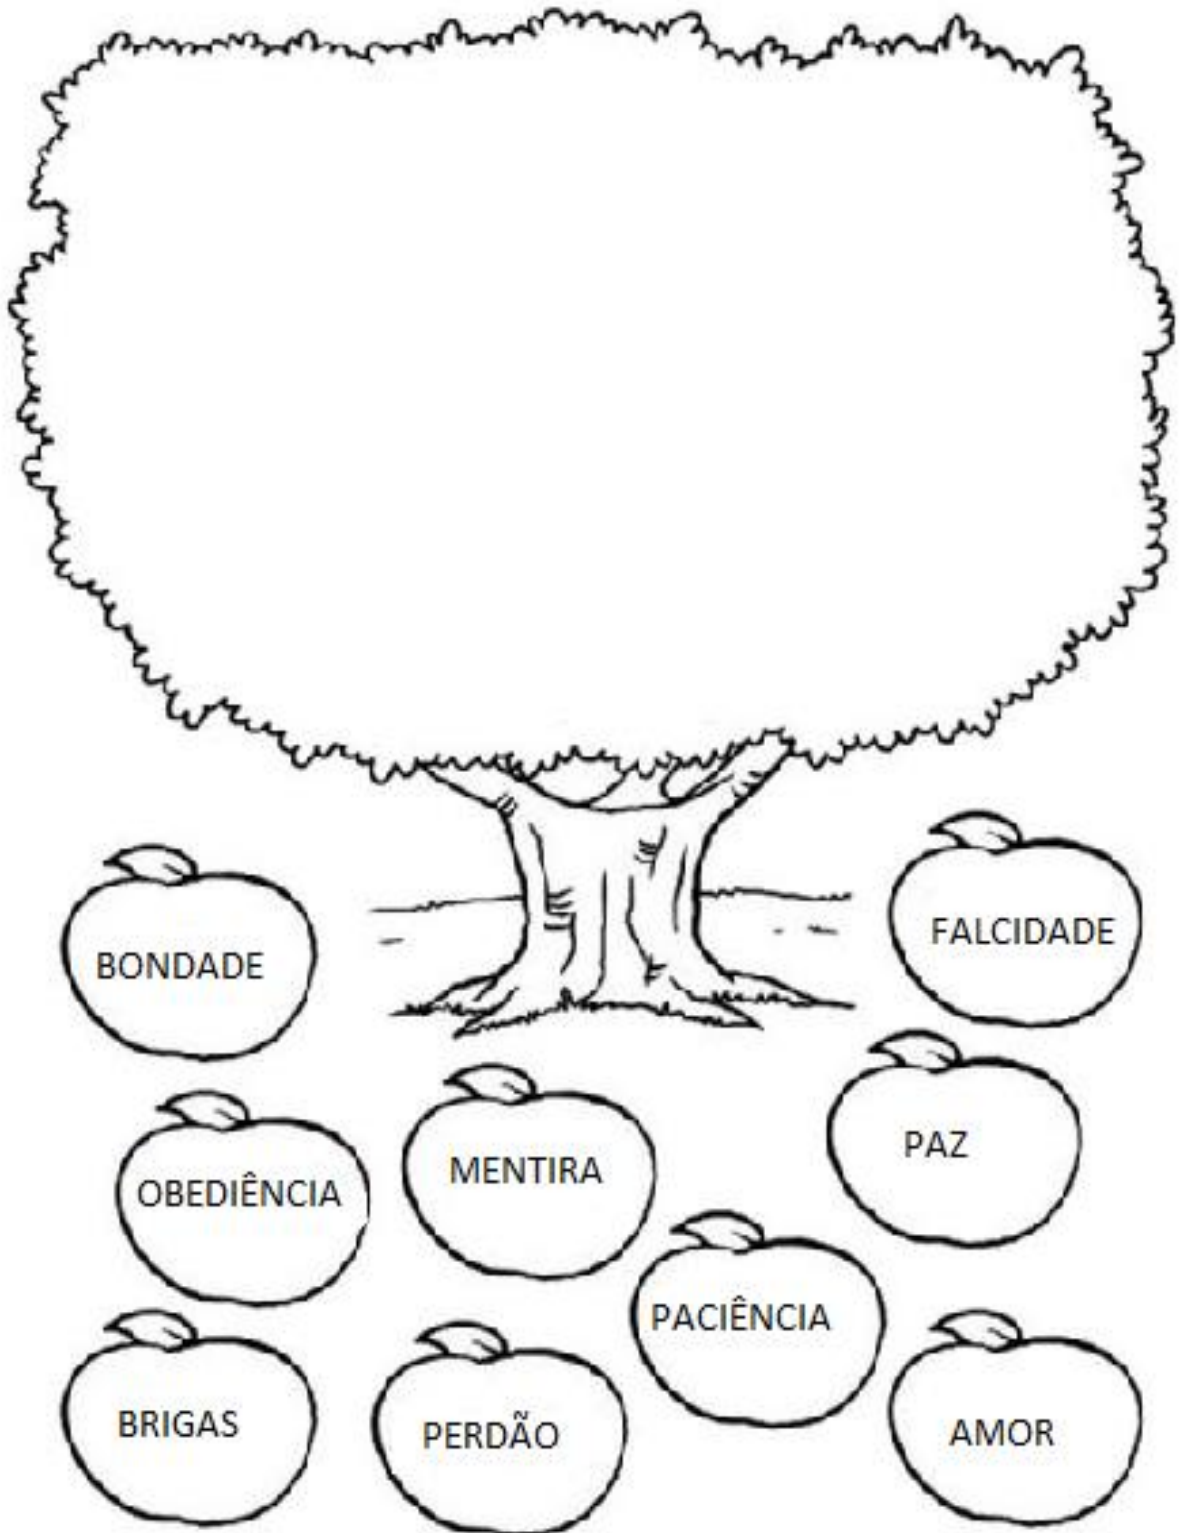 FALCIDADE
BONDADE
PAZ
MENTIRA
OBEDIÊNCIA
PACIÊNCIA
BRIGAS
PERDÃO
AMOR